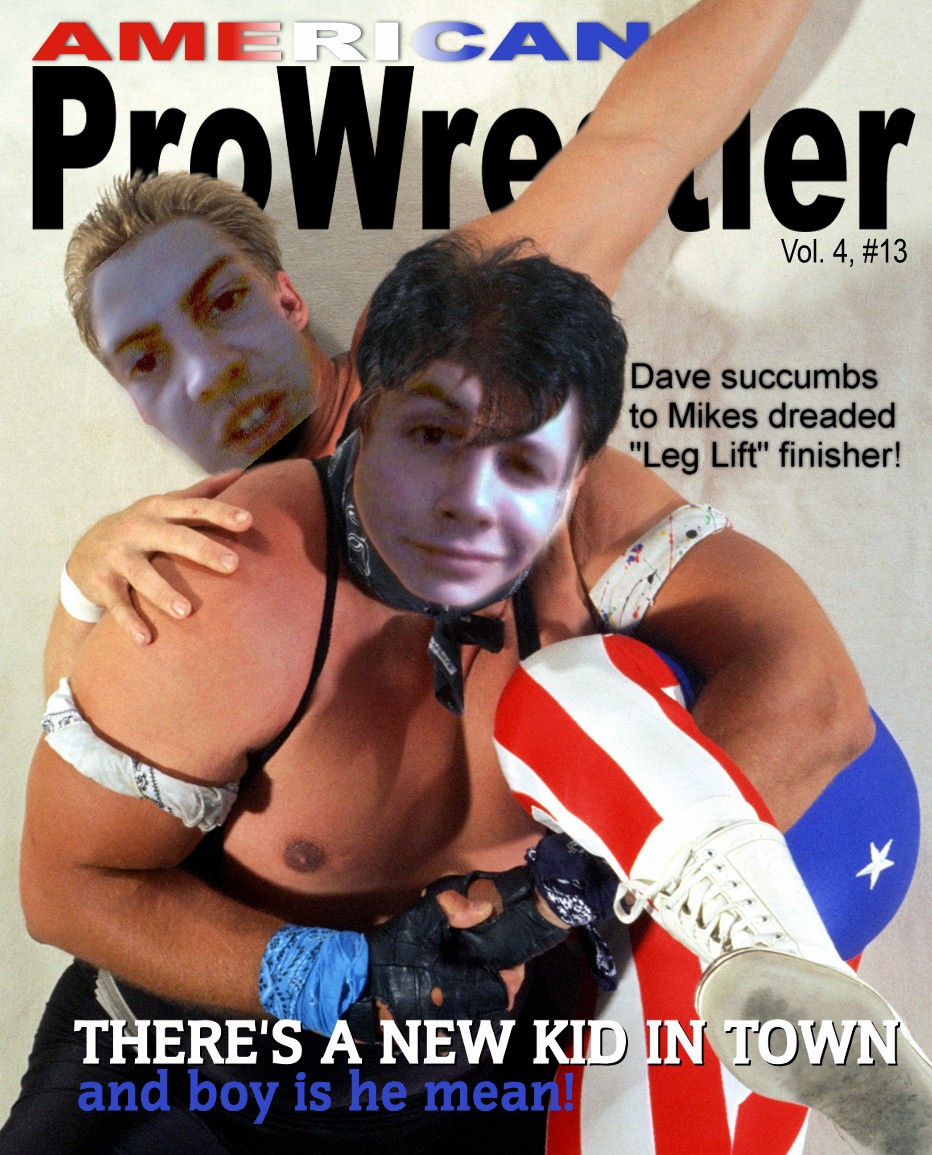 AMERICAN
ProWrestler
Vol. 4, #13
Dave succumbs
to Mikes dreaded
"Leg Lift" finisher!
THERE'S A NEW KID IN TOWN
and boy is he mean!